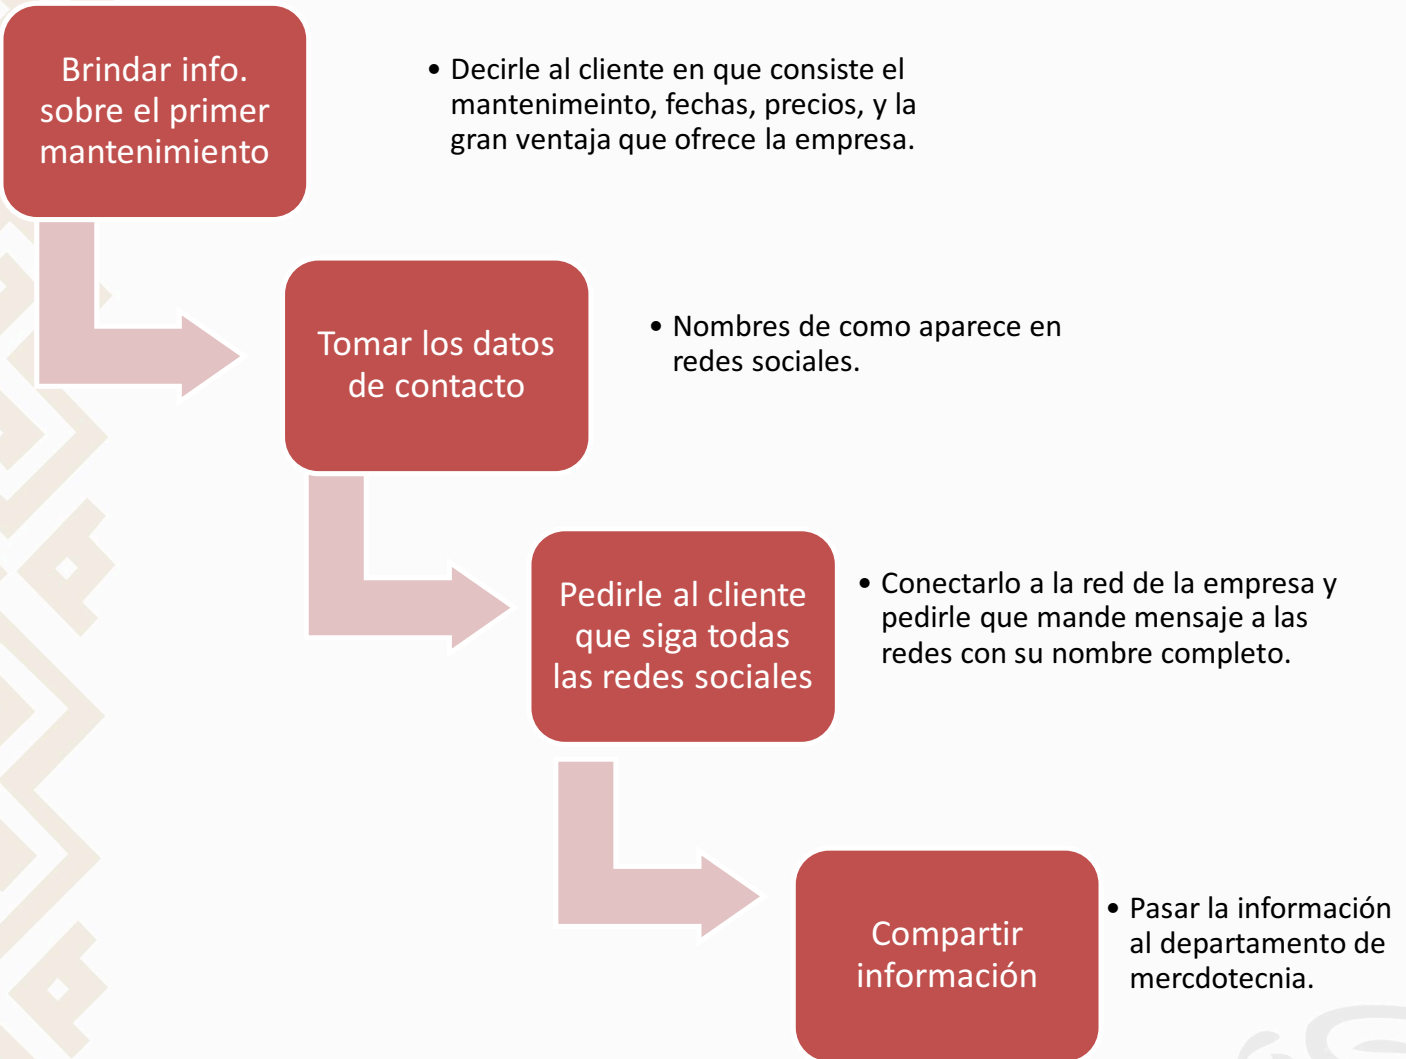 Brindar info.
sobre el primer
mantenimiento
• Decirle al cliente en que consiste el
mantenimeinto, fechas, precios, y la
gran ventaja que ofrece la empresa.
Tomar los datos
de contacto
• Nombres de como aparece en
redes sociales.
Pedirle al cliente
que siga todas
las redes sociales
• Conectarlo a la red de la empresa y
pedirle que mande mensaje a las
redes con su nombre completo.
Compartir
información
• Pasar la información
al departamento de
mercdotecnia.